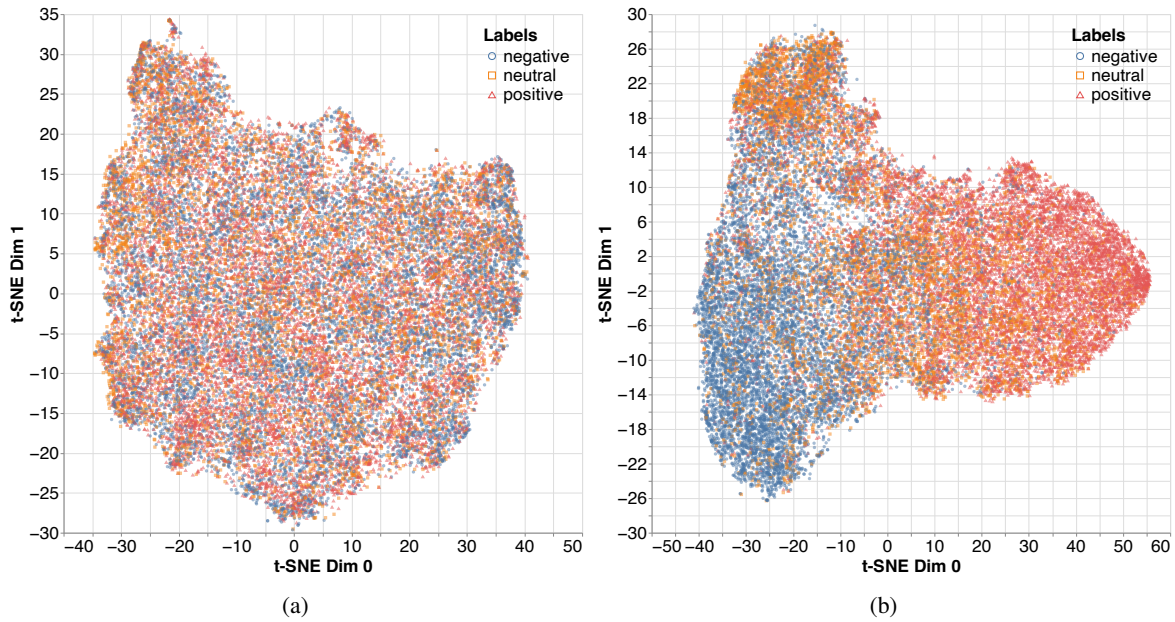 35
30
25
20
15
10
5
0
−5
−10
−15
−20
−25
−30
t-SNE Dim 1
−40 −30 −20 −10 0 10 20 30 40 50
t-SNE Dim 0
Labels
negative
neutral
positive
(a)
30
26
22
18
14
10
6
2
−2
−6
−10
−14
−18
−22
−26
−30
t-SNE Dim 1
−50 −40 −30 −20 −10 0 10 20 30 40 50 60
t-SNE Dim 0
Labels
negative
neutral
positive
(b)